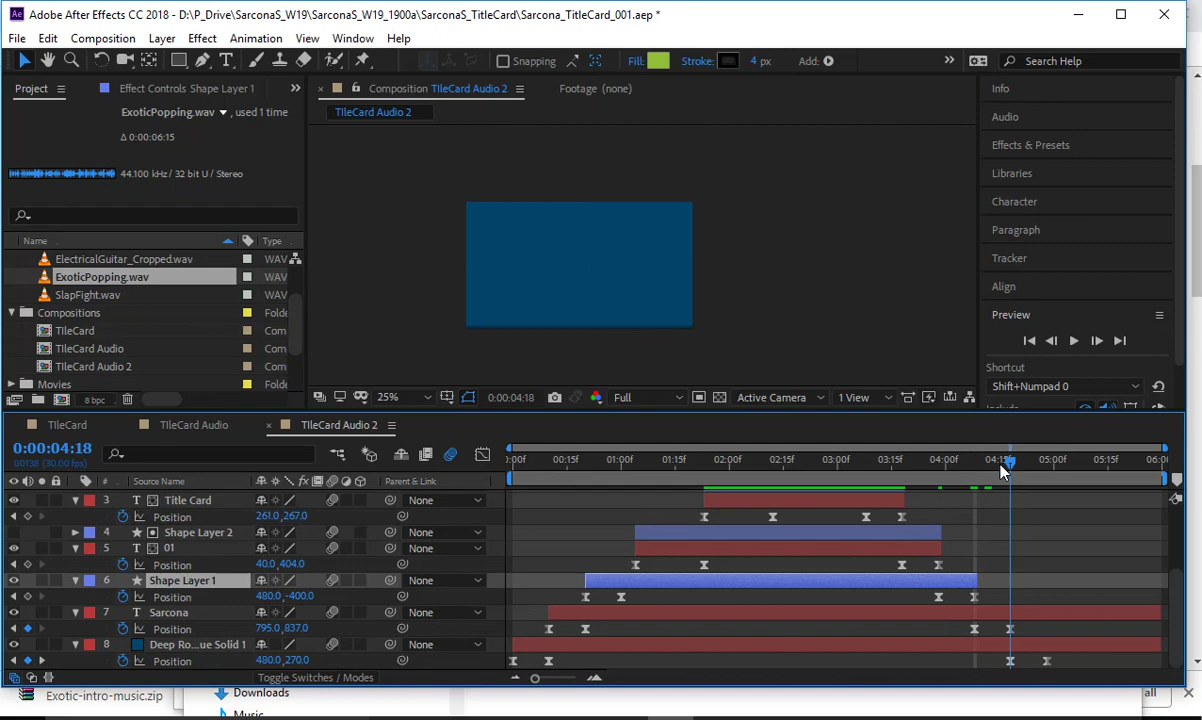 Ae Adobe After Effects CC 2018 - D:\P_Drive\SarconaS_W19\SarconaS_W19_1900a\SarconaS_TitleCard\Sarcona_TitleCard_001.aep *
File Edit Composition Layer Effect Animation View Window Help
Snapping Fill: Stroke: 4 px Add: Search Help
Project Effect Controls Shape Layer 1 Composition TIleCard Audio 2 Footage (none) Info
ExoticPopping.wav , used 1 time TIleCard Audio 2 Audio
Δ 0:00:06:15 Effects & Presets
44.100 kHz / 32 bit U / Stereo Libraries
Character
Paragraph
Name Type
ElectricalGuitar_Cropped.wav WAV Tracker
ExoticPopping.wav WAV
SlapFight.wav WAV Align
Compositions Folde Preview
TIleCard Com
TIleCard Audio Com
TIleCard Audio 2 Com Shortcut
Movies Folde Shift+Numpad 0
8 bpc 25% 0:00:04:18 Full Active Camera 1 View
TIleCard TIleCard Audio TIleCard Audio 2 all
0:00:04:18
00138 (30.00 fps) :00f 00:15f 01:00f 01:15f 02:00f 02:15f 03:00f 03:15f 04:00f 04:15f 05:00f 05:15f 06:00
# Source Name Parent & Link
3 T Title Card None
Position 261.0,267.0
4 Shape Layer 2 None
5 T 01 None
Position 40.0,404.0
6 Shape Layer 1 None
Position 480.0,-400.0
7 T Sarcona None
Position 795.0,837.0
8 Deep Ro...ue Solid 1 None
Position 480.0,270.0
Toggle Switches / Modes
Exotic-intro-music.zip Downloads
Music